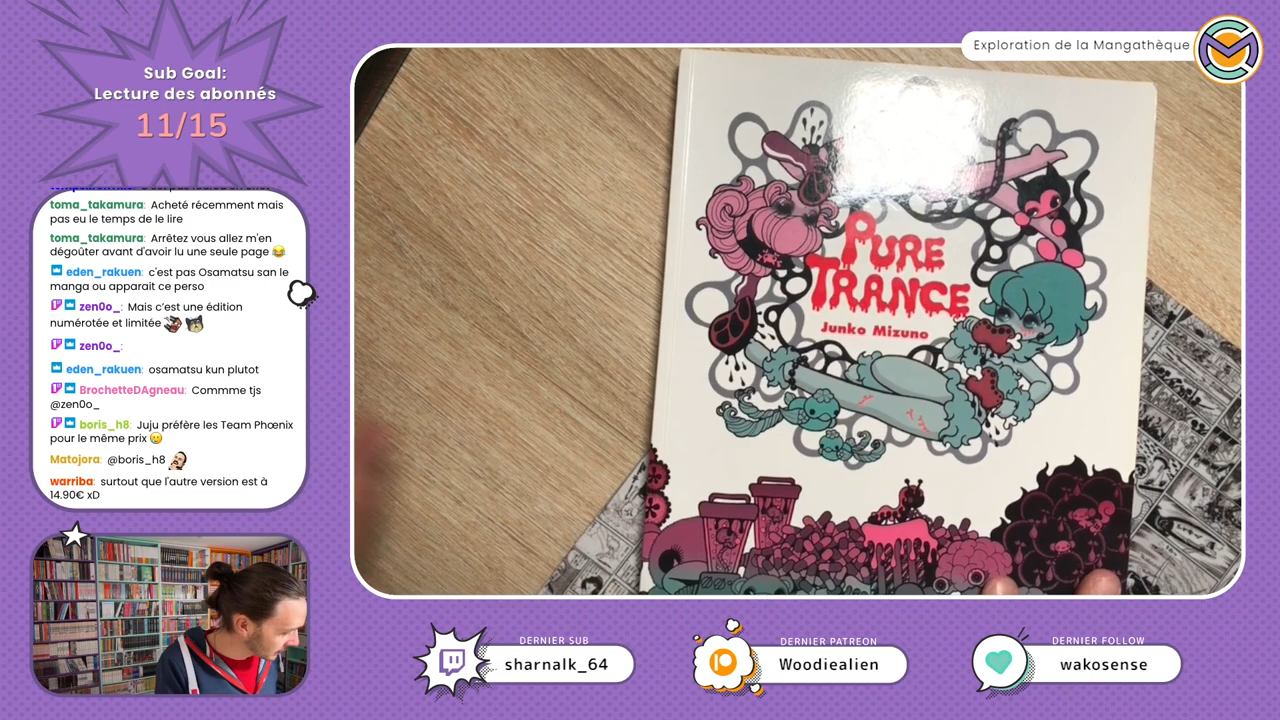 Sub Goal:
Lecture des abonnés
11/15
toma_takamura: Acheté récemment mais
pas eu le temps de le lire
toma_takamura: Arrêtez vous allez m'en
dégoûter avant d'avoir lu une seule page 😂
eden_rakuen: c'est pas Osamatsu san le
manga ou apparait ce perso
zen0o_: Mais c'est une édition
numérotée et limitée
zen0o_:
eden_rakuen: osamatsu kun plutot
BrochetteDAgneau: Commme tjs
@zen0o_
boris_h8: Juju préfère les Team Phœnix
pour le même prix
Matojora: @boris_h8
warriba: surtout que l'autre version est à
14.90€ xD
Exploration de la Mangathèque
PURE
TRANCE
Junko Mizuno
DERNIER SUB
sharnalk_64
DERNIER PATREON
Woodiealien
DERNIER FOLLOW
wakosense